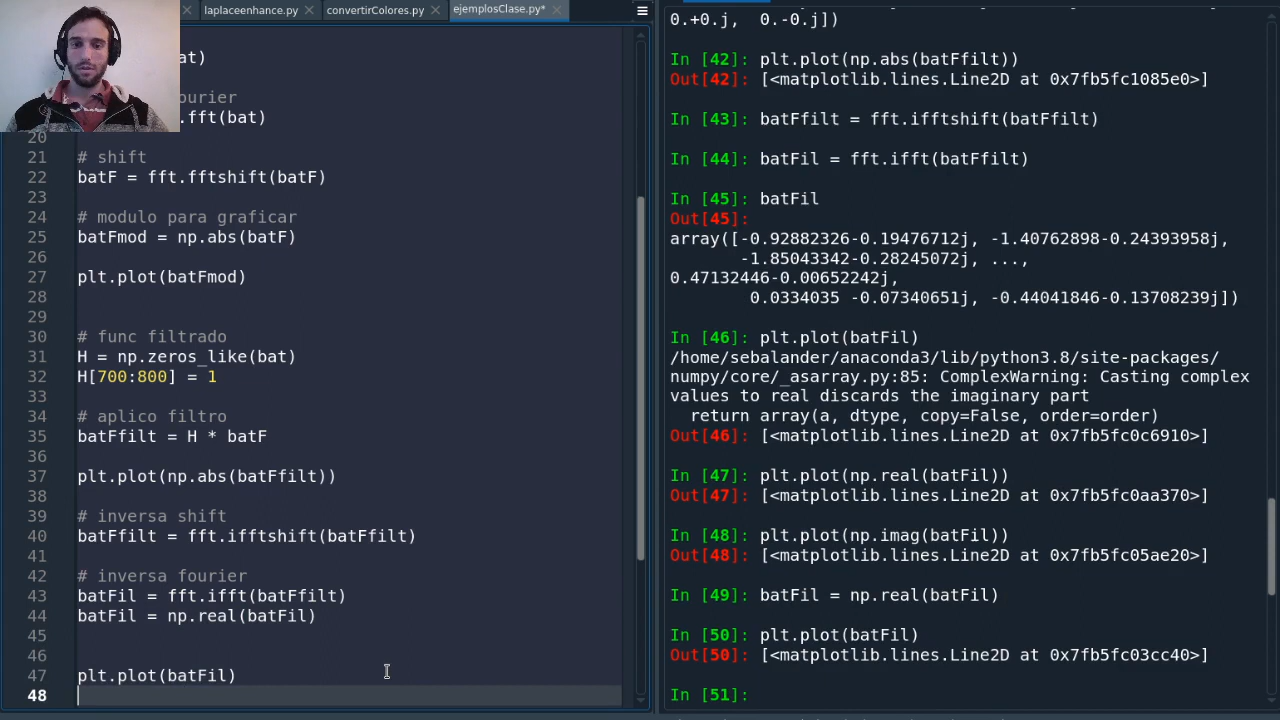 laplaceenhance.py
convertirColores.py
ejemplosClase.py*
at)
ourier
.fft(bat)
20
21 # shift
22 batF = fft.fftshift(batF)
23
24 # modulo para graficar
25 batFmod = np.abs(batF)
26
27 plt.plot(batFmod)
28
29
30 # func filtrado
31 H = np.zeros_like(bat)
32 H[700:800] = 1
33
34 # aplico filtro
35 batFfilt = H * batF
36
37 plt.plot(np.abs(batFfilt))
38
39 # inversa shift
40 batFfilt = fft.ifftshift(batFfilt)
41
42 # inversa fourier
43 batFil = fft.ifft(batFfilt)
44 batFil = np.real(batFil)
45
46
47 plt.plot(batFil)
48
0.+0.j,  0.-0.j])
In [42]: plt.plot(np.abs(batFfilt))
Out[42]: [<matplotlib.lines.Line2D at 0x7fb5fc1085e0>]
In [43]: batFfilt = fft.ifftshift(batFfilt)
In [44]: batFil = fft.ifft(batFfilt)
In [45]: batFil
Out[45]:
array([-0.92882326-0.19476712j, -1.40762898-0.24393958j,
-1.85043342-0.28245072j, ...,
0.47132446-0.00652242j,
0.0334035 -0.07340651j, -0.44041846-0.13708239j])
In [46]: plt.plot(batFil)
/home/sebalander/anaconda3/lib/python3.8/site-packages/
numpy/core/_asarray.py:85: ComplexWarning: Casting complex
values to real discards the imaginary part
return array(a, dtype, copy=False, order=order)
Out[46]: [<matplotlib.lines.Line2D at 0x7fb5fc0c6910>]
In [47]: plt.plot(np.real(batFil))
Out[47]: [<matplotlib.lines.Line2D at 0x7fb5fc0aa370>]
In [48]: plt.plot(np.imag(batFil))
Out[48]: [<matplotlib.lines.Line2D at 0x7fb5fc05ae20>]
In [49]: batFil = np.real(batFil)
In [50]: plt.plot(batFil)
Out[50]: [<matplotlib.lines.Line2D at 0x7fb5fc03cc40>]
In [51]: